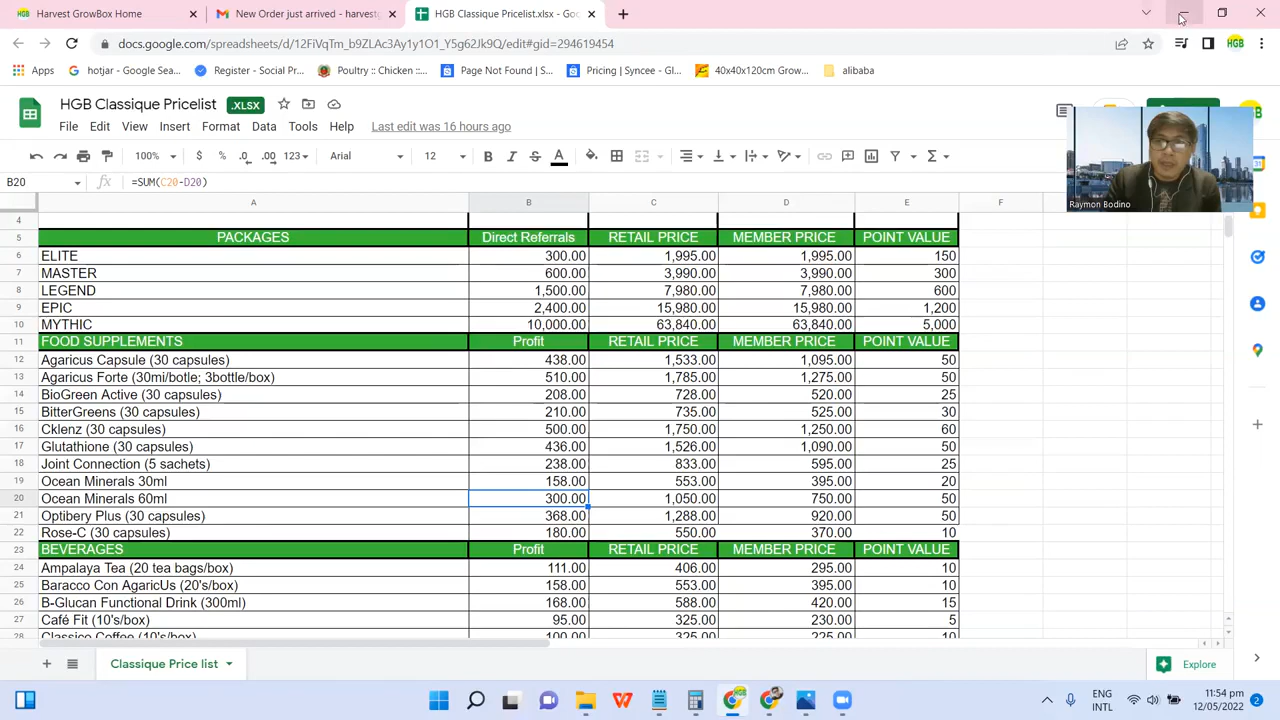 Harvest GrowBox Home
New Order just arrived - harvestg
HGB Classique Pricelist.xlsx - Goo
docs.google.com/spreadsheets/d/12FiVqTm_b9ZLAc3Ay1y1O1_Y5g62Jk9Q/edit#gid=294619454
HGB
Apps
hotjar - Google Sea...
Register - Social Pr...
Poultry :: Chicken ::...
Page Not Found | S...
Pricing | Syncee - Gl...
40x40x120cm Grow...
alibaba
HGB Classique Pricelist .XLSX
File Edit View Insert Format Data Tools Help Last edit was 16 hours ago
100% $ % .0 .00 123 Arial 12 B I S A
B20 fx =SUM(C20-D20)
Raymon Bodino
A B C D E F
4
5 PACKAGES Direct Referrals RETAIL PRICE MEMBER PRICE POINT VALUE
6 ELITE 300.00 1,995.00 1,995.00 150
7 MASTER 600.00 3,990.00 3,990.00 300
8 LEGEND 1,500.00 7,980.00 7,980.00 600
9 EPIC 2,400.00 15,980.00 15,980.00 1,200
10 MYTHIC 10,000.00 63,840.00 63,840.00 5,000
11 FOOD SUPPLEMENTS Profit RETAIL PRICE MEMBER PRICE POINT VALUE
12 Agaricus Capsule (30 capsules) 438.00 1,533.00 1,095.00 50
13 Agaricus Forte (30mi/botle; 3bottle/box) 510.00 1,785.00 1,275.00 50
14 BioGreen Active (30 capsules) 208.00 728.00 520.00 25
15 BitterGreens (30 capsules) 210.00 735.00 525.00 30
16 Cklenz (30 capsules) 500.00 1,750.00 1,250.00 60
17 Glutathione (30 capsules) 436.00 1,526.00 1,090.00 50
18 Joint Connection (5 sachets) 238.00 833.00 595.00 25
19 Ocean Minerals 30ml 158.00 553.00 395.00 20
20 Ocean Minerals 60ml 300.00 1,050.00 750.00 50
21 Optibery Plus (30 capsules) 368.00 1,288.00 920.00 50
22 Rose-C (30 capsules) 180.00 550.00 370.00 10
23 BEVERAGES Profit RETAIL PRICE MEMBER PRICE POINT VALUE
24 Ampalaya Tea (20 tea bags/box) 111.00 406.00 295.00 10
25 Baracco Con AgaricUs (20's/box) 158.00 553.00 395.00 10
26 B-Glucan Functional Drink (300ml) 168.00 588.00 420.00 15
27 Café Fit (10's/box) 95.00 325.00 230.00 5
28 Classico Coffee (10's/box) 100.00 325.00 225.00 10
Classique Price list
Explore
ENG
INTL
11:54 pm
12/05/2022
2